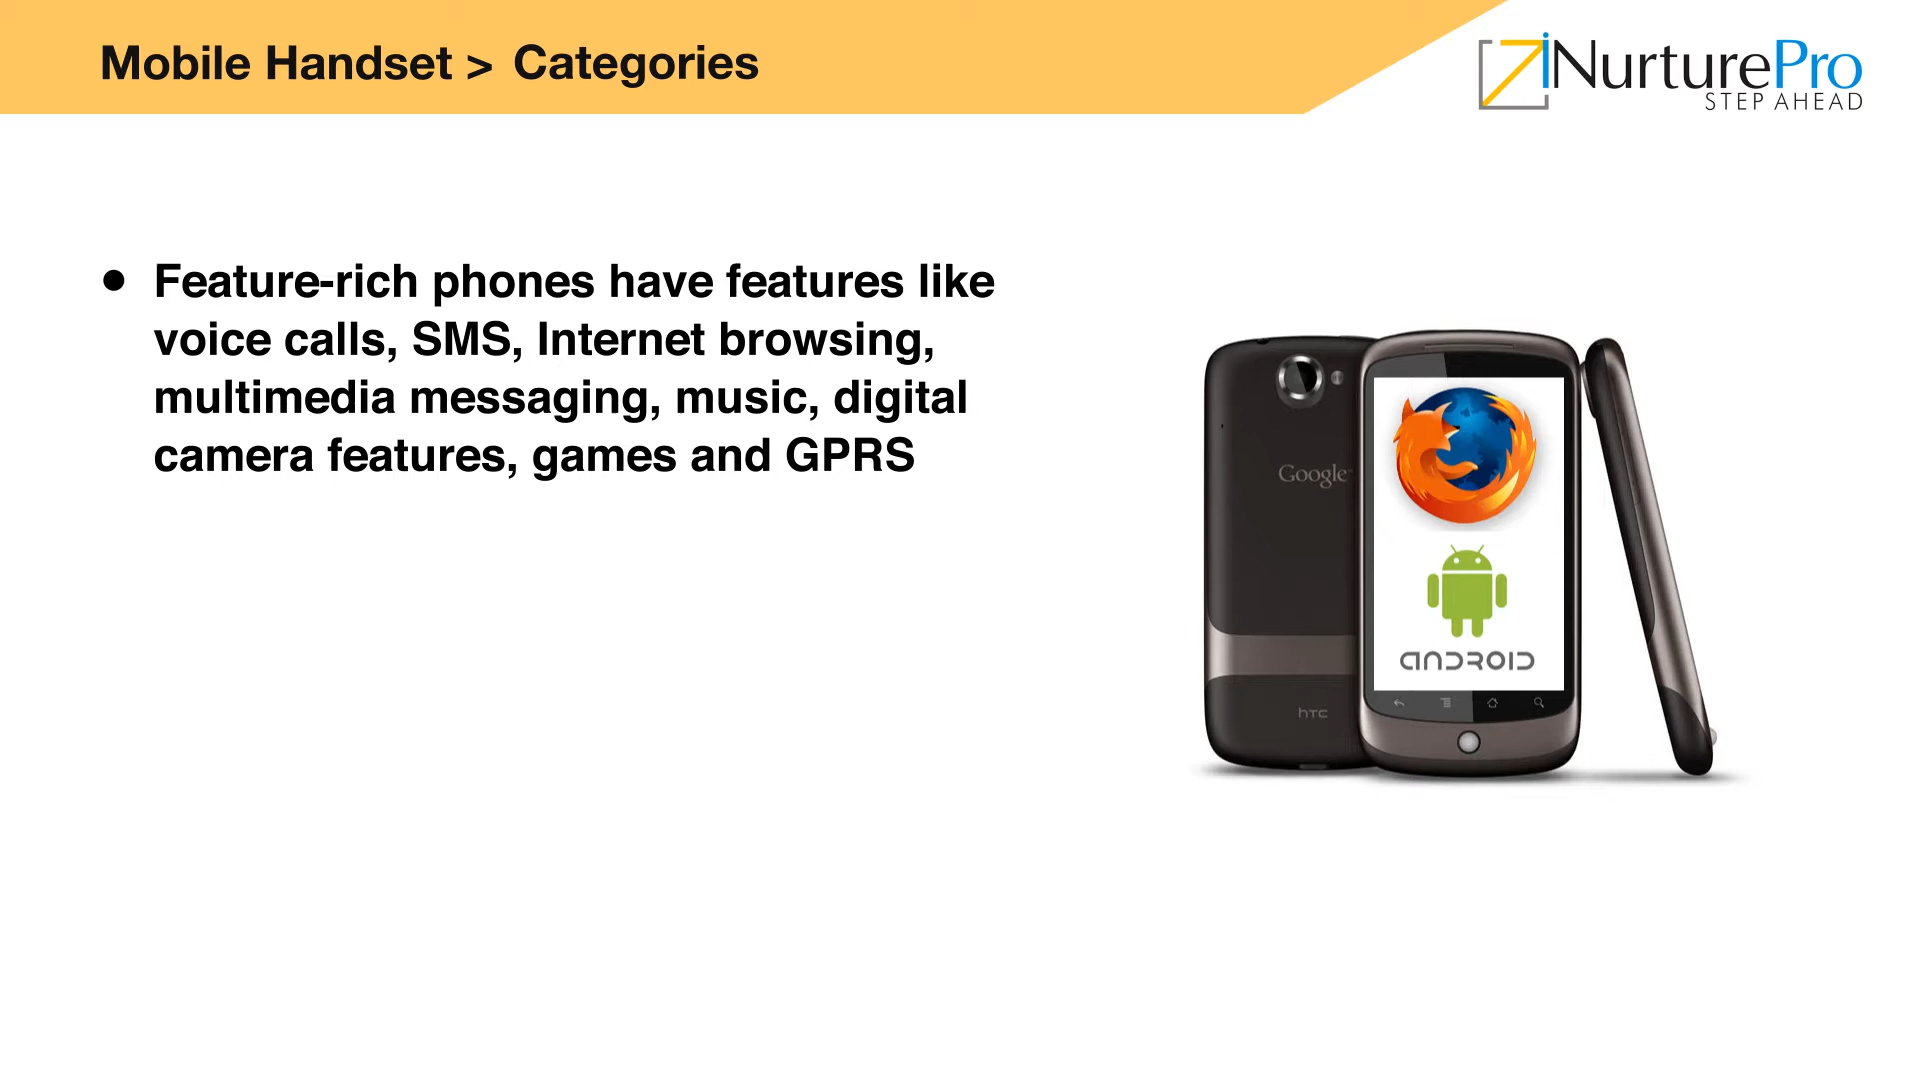 Mobile Handset > Categories
iNurturePro
STEP AHEAD
• Feature-rich phones have features like
voice calls, SMS, Internet browsing,
multimedia messaging, music, digital
camera features, games and GPRS
Google
ANDROID
hTC